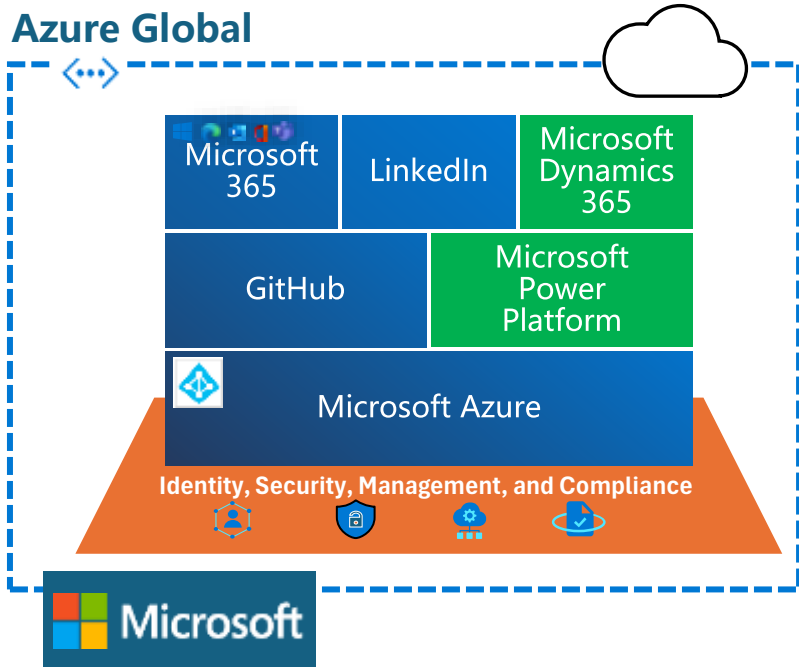 Azure Global
Microsoft
365
LinkedIn
Microsoft
Dynamics
365
GitHub
Microsoft
Power
Platform
Microsoft Azure
Identity, Security, Management, and Compliance
Microsoft